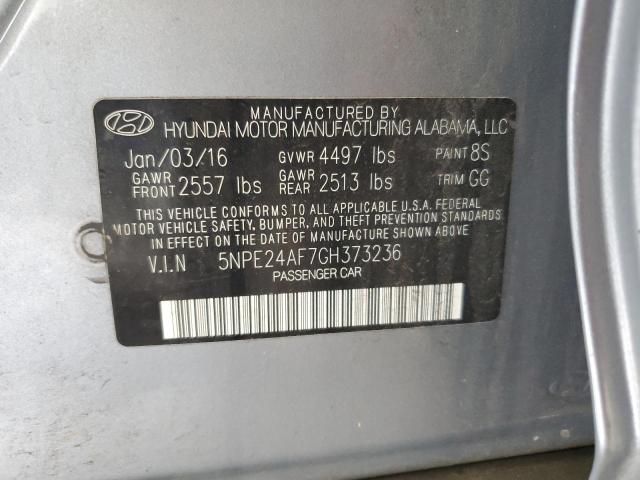 MANUFACTURED BY
HYUNDAI MOTOR MANUFACTURING ALABAMA, LLC
Jan/03/16 GVWR 4497 lbs PAINT 8S
GAWR FRONT 2557 lbs GAWR REAR 2513 lbs TRIM GG
THIS VEHICLE CONFORMS TO ALL APPLICABLE U.S.A. FEDERAL
MOTOR VEHICLE SAFETY, BUMPER, AND THEFT PREVENTION STANDARDS
IN EFFECT ON THE DATE OF MANUFACTURE SHOWN ABOVE.
V.I.N 5NPE24AF7GH373236
PASSENGER CAR